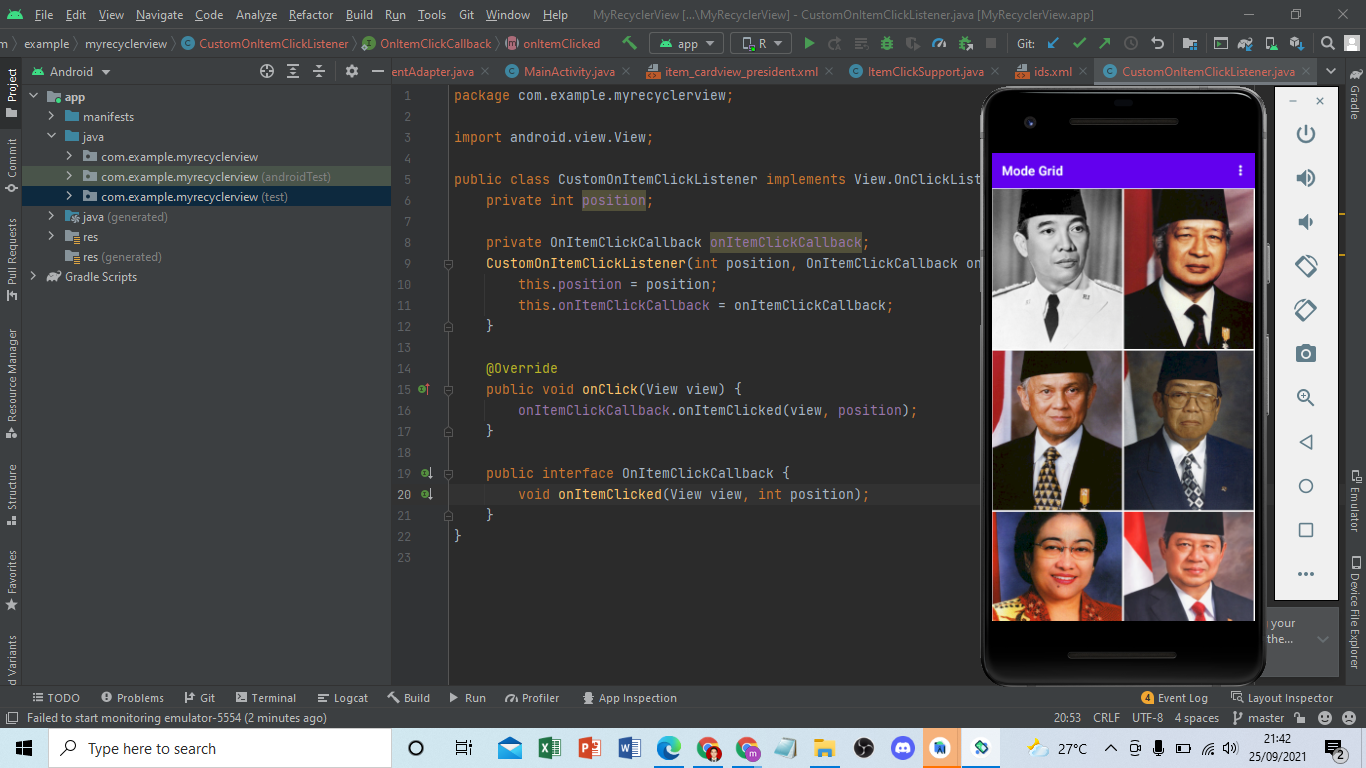 File Edit View Navigate Code Analyze Refactor Build Run Tools Git Window Help MyRecyclerView [...\MyRecyclerView] - CustomOnItemClickListener.java [MyRecyclerView.app]
m example myrecyclerview CustomOnItemClickListener OnItemClickCallback onItemClicked app R Git:
Android
entAdapter.java MainActivity.java item_cardview_president.xml ItemClickSupport.java ids.xml CustomOnItemClickListener.java
Project
Commit
Pull Requests
Resource Manager
Structure
Favorites
d Variants
app
manifests
java
com.example.myrecyclerview
com.example.myrecyclerview (androidTest)
com.example.myrecyclerview (test)
java (generated)
res
res (generated)
Gradle Scripts
1 package com.example.myrecyclerview;
2
3 import android.view.View;
4
5 public class CustomOnItemClickListener implements View.OnClickList
6 private int position;
7
8 private OnItemClickCallback onItemClickCallback;
9 CustomOnItemClickListener(int position, OnItemClickCallback on
10 this.position = position;
11 this.onItemClickCallback = onItemClickCallback;
12 }
13
14 @Override
15 public void onClick(View view) {
16 onItemClickCallback.onItemClicked(view, position);
17 }
18
19 public interface OnItemClickCallback {
20 void onItemClicked(View view, int position);
21 }
22 }
23
Mode Grid
your
the...
Gradle
Emulator
Device File Explorer
TODO Problems Git Terminal Logcat Build Run Profiler App Inspection 4 Event Log Layout Inspector
Failed to start monitoring emulator-5554 (2 minutes ago) 20:53 CRLF UTF-8 4 spaces master
Type here to search 27°C 21:42
25/09/2021 2